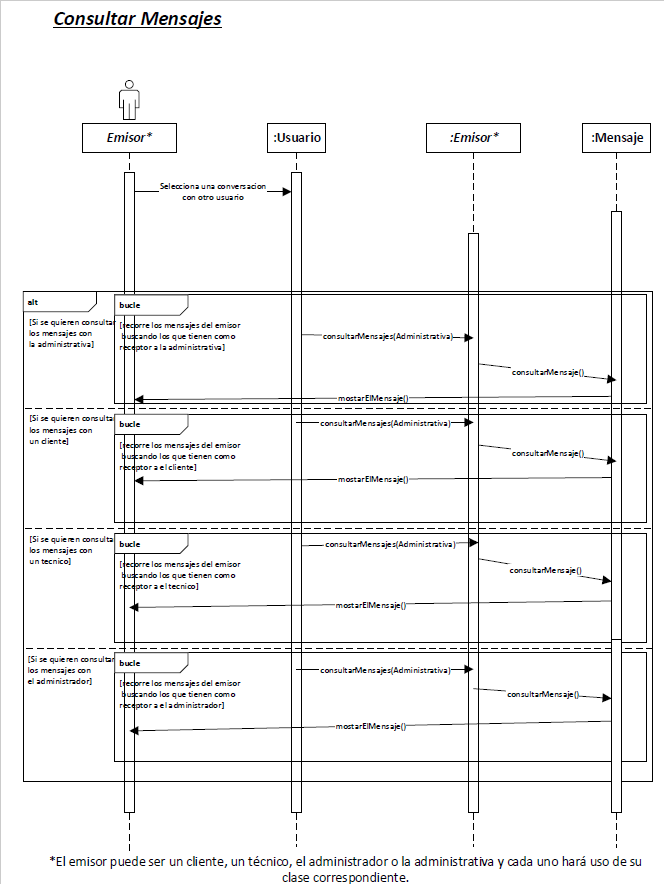 Consultar Mensajes
Emisor*
:Usuario
:Emisor*
:Mensaje
Selecciona una conversacion
con otro usuario
alt
bucle
[Si se quieren consultar
los mensajes con
la administrativa]
[recorre los mensajes del emisor
buscando los que tienen como
receptor a la administrativa]
consultarMensajes(Administrativa)
consultarMensaje()
mostarElMensaje()
[Si se quieren consultar
los mensajes con
un cliente]
bucle
[recorre los mensajes del emisor
buscando los que tienen como
receptor a el cliente]
consultarMensajes(Administrativa)
consultarMensaje()
mostarElMensaje()
[Si se quieren consultar
los mensajes con
un tecnico]
bucle
[recorre los mensajes del emisor
buscando los que tienen como
receptor a el tecnico]
consultarMensajes(Administrativa)
consultarMensaje()
mostarElMensaje()
[Si se quieren consultar
los mensajes con
el administrador]
bucle
[recorre los mensajes del emisor
buscando los que tienen como
receptor a el administrador]
consultarMensajes(Administrativa)
consultarMensaje()
mostarElMensaje()
*El emisor puede ser un cliente, un técnico, el administrador o la administrativa y cada uno hará uso de su
clase correspondiente.